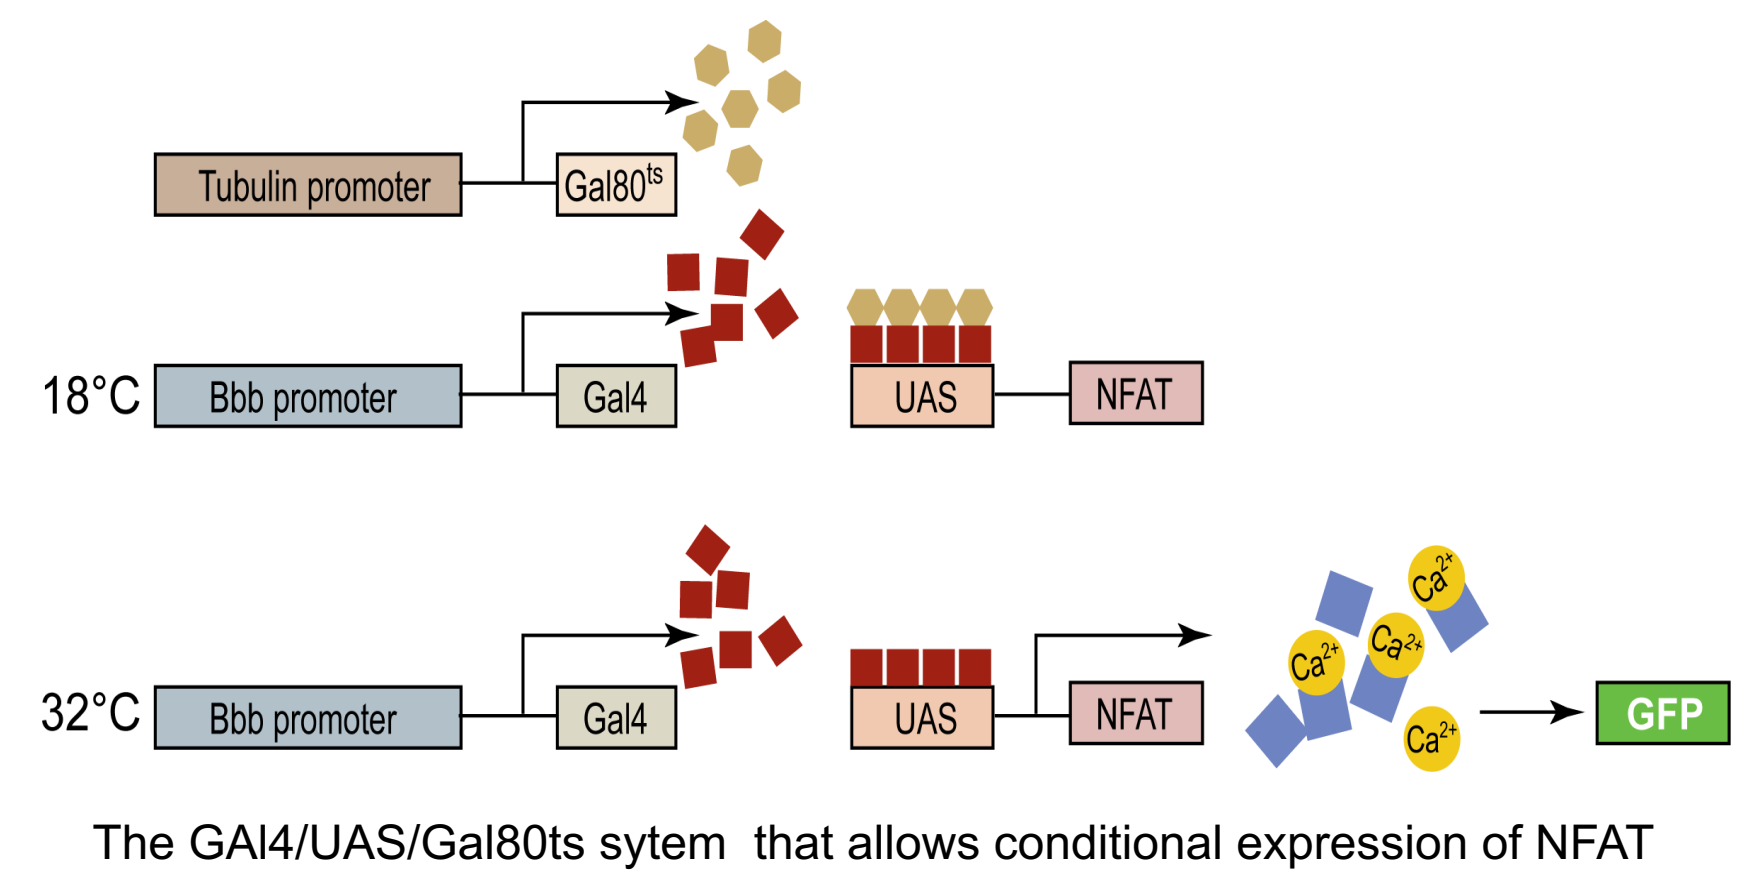 Tubulin promoter
Gal80ts
18°C
Bbb promoter
Gal4
UAS
NFAT
32°C
Bbb promoter
Gal4
UAS
NFAT
Ca2+
Ca2+
Ca2+
Ca2+
GFP
The GAl4/UAS/Gal80ts sytem that allows conditional expression of NFAT